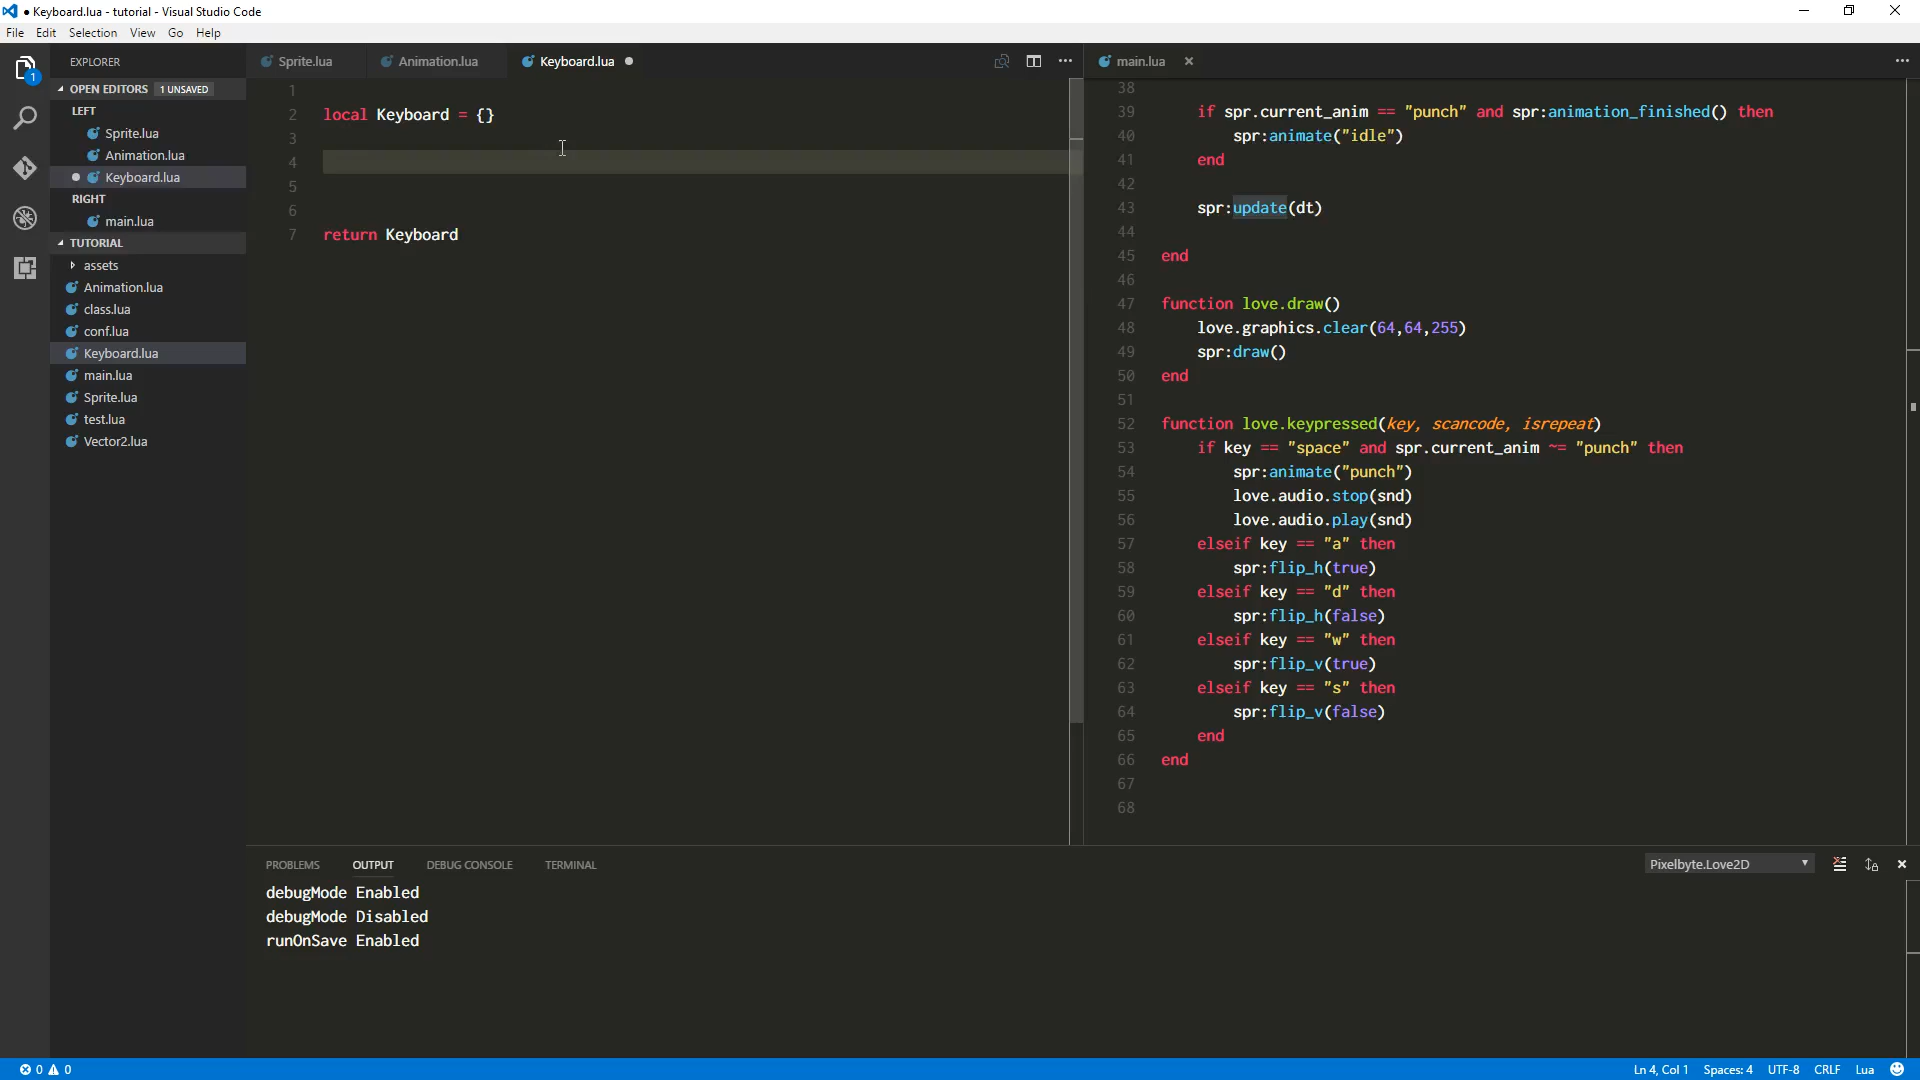 Keyboard.lua - tutorial - Visual Studio Code
File Edit Selection View Go Help
1
EXPLORER
OPEN EDITORS 1 UNSAVED
LEFT
Sprite.lua
Animation.lua
Keyboard.lua
RIGHT
main.lua
TUTORIAL
assets
Animation.lua
class.lua
conf.lua
Keyboard.lua
main.lua
Sprite.lua
test.lua
Vector2.lua
Sprite.lua Animation.lua Keyboard.lua
1
2 local Keyboard = {}
3
4
5
6
7 return Keyboard
main.lua
38
39 if spr.current_anim == "punch" and spr:animation_finished() then
40 spr:animate("idle")
41 end
42
43 spr:update(dt)
44
45 end
46
47 function love.draw()
48 love.graphics.clear(64,64,255)
49 spr:draw()
50 end
51
52 function love.keypressed(key, scancode, isrepeat)
53 if key == "space" and spr.current_anim ~= "punch" then
54 spr:animate("punch")
55 love.audio.stop(snd)
56 love.audio.play(snd)
57 elseif key == "a" then
58 spr:flip_h(true)
59 elseif key == "d" then
60 spr:flip_h(false)
61 elseif key == "w" then
62 spr:flip_v(true)
63 elseif key == "s" then
64 spr:flip_v(false)
65 end
66 end
67
68
PROBLEMS OUTPUT DEBUG CONSOLE TERMINAL
Pixelbyte.Love2D
debugMode Enabled
debugMode Disabled
runOnSave Enabled
0 0
Ln 4, Col 1 Spaces: 4 UTF-8 CRLF Lua